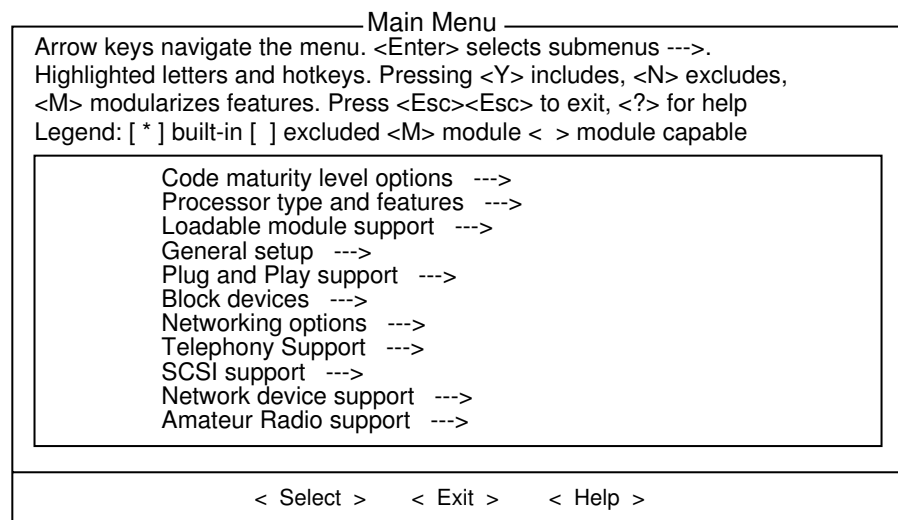 Main Menu
Arrow keys navigate the menu. <Enter> selects submenus --->.
Highlighted letters and hotkeys. Pressing <Y> includes, <N> excludes,
<M> modularizes features. Press <Esc><Esc> to exit, <?> for help
Legend: [ * ] built-in [  ] excluded <M> module <  > module capable
Code maturity level options   --->
Processor type and features   --->
Loadable module support   --->
General setup   --->
Plug and Play support   --->
Block devices   --->
Networking options   --->
Telephony Support   --->
SCSI support   --->
Network device support   --->
Amateur Radio support   --->
< Select >    < Exit >    < Help >